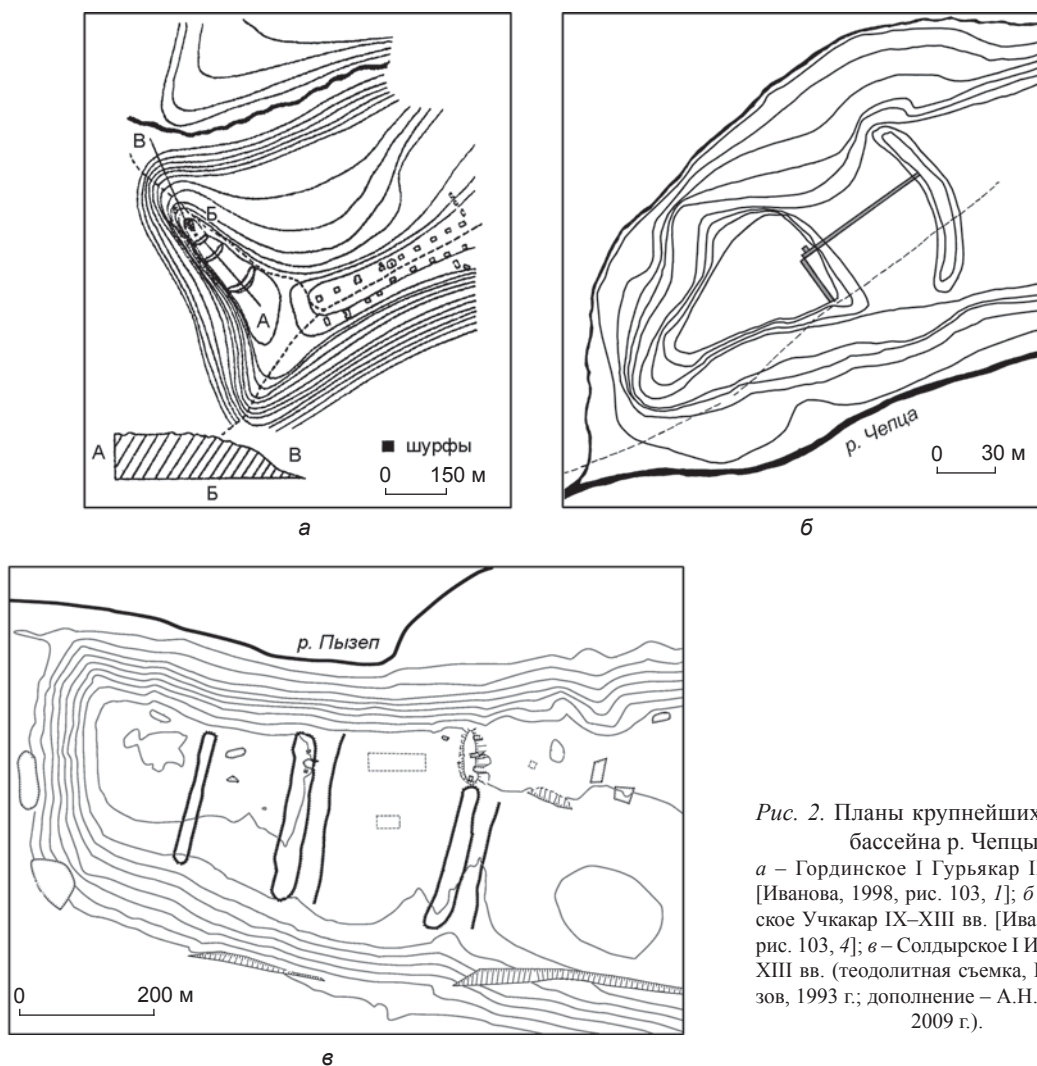 В
Б
А
А
В
Б
■ шурфы
0 150 м
а
р. Чепца
0 30 м
б
р. Пызеп
0 200 м
в
Рис. 2. Планы крупнейших
бассейна р. Чепцы
а – Гординское I Гурьякар I
[Иванова, 1998, рис. 103, 1]; б
ское Учкакар IX–XIII вв. [Ива
рис. 103, 4]; в – Солдырское I И
XIII вв. (теодолитная съемка,
зов, 1993 г.; дополнение – А.Н.
2009 г.).